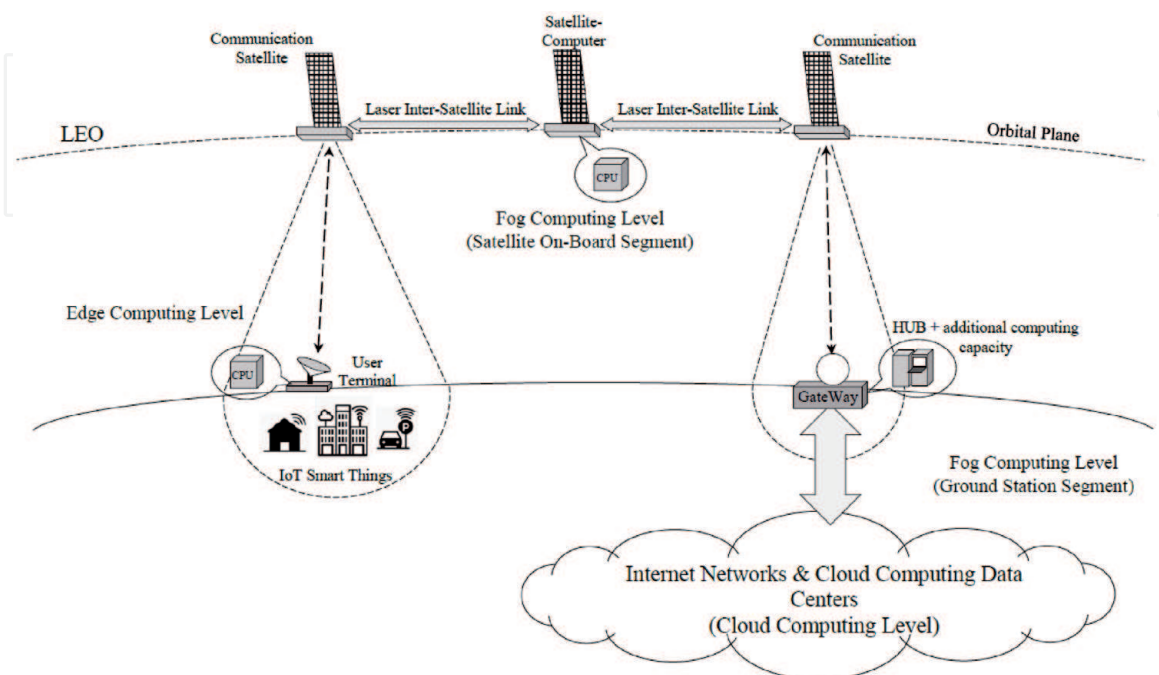 Satellite-
Computer
Communication
Satellite
Communication
Satellite
Laser Inter-Satellite Link
Laser Inter-Satellite Link
LEO
Orbital Plane
CPU
Fog Computing Level
(Satellite On-Board Segment)
Edge Computing Level
HUB + additional computing
capacity
CPU
User
Terminal
GateWay
P
IoT Smart Things
Fog Computing Level
(Ground Station Segment)
Internet Networks & Cloud Computing Data
Centers
(Cloud Computing Level)